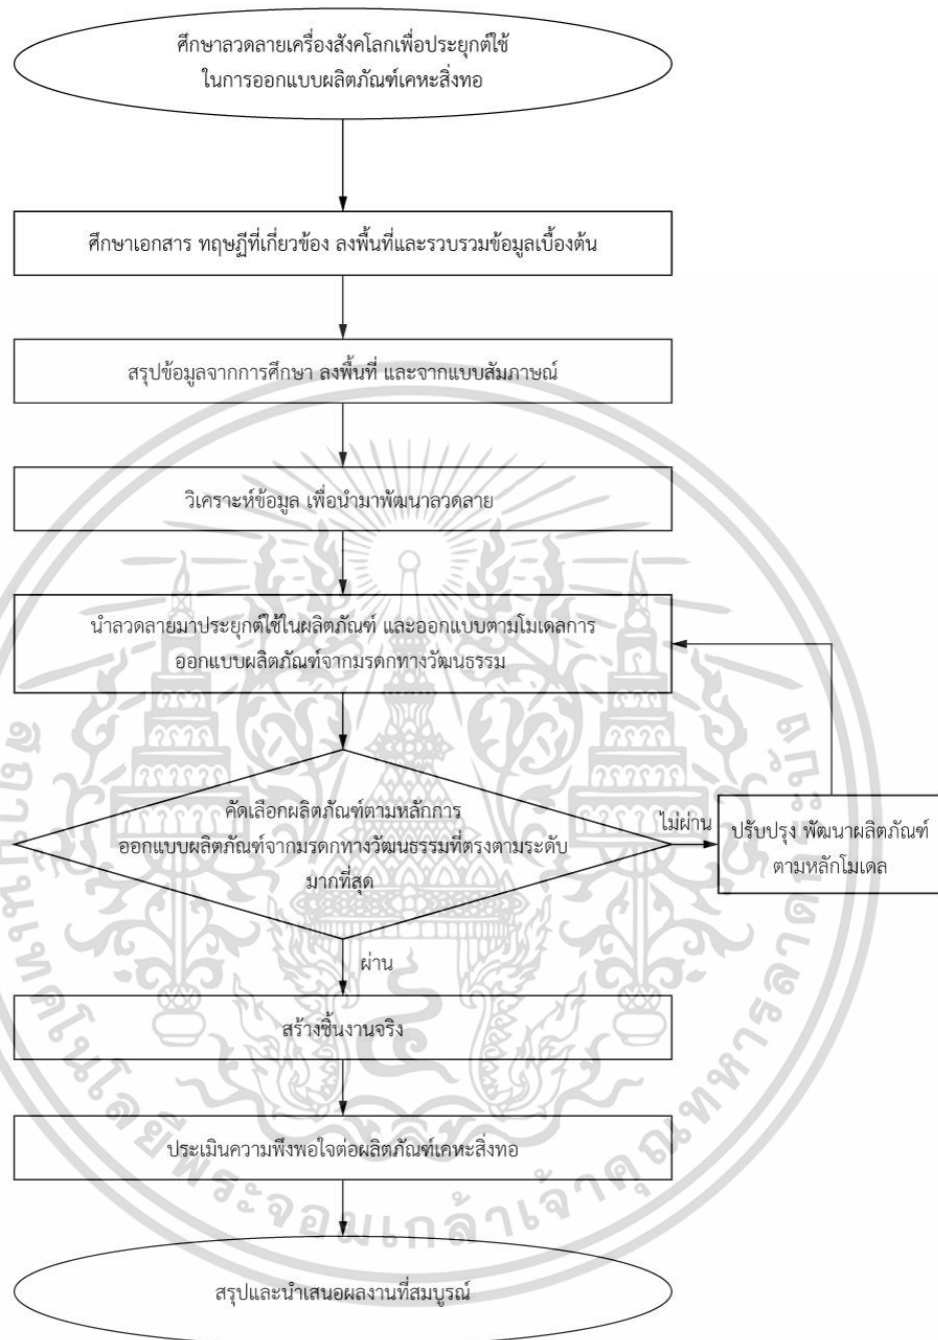 ศึกษาลวดลายเครื่องสังคโลกเพื่อประยุกต์ใช้
ในการออกแบบผลิตภัณฑ์เคหะสิ่งทอ
ศึกษาเอกสาร ทฤษฎีที่เกี่ยวข้อง ลงพื้นที่และรวบรวมข้อมูลเบื้องต้น
สรุปข้อมูลจากการศึกษา ลงพื้นที่ และจากแบบสัมภาษณ์
วิเคราะห์ข้อมูล เพื่อนำมาพัฒนาลวดลาย
นำลวดลายมาประยุกต์ใช้ในผลิตภัณฑ์ และออกแบบตามโมเดลการ
ออกแบบผลิตภัณฑ์จากมรดกทางวัฒนธรรม
คัดเลือกผลิตภัณฑ์ตามหลักการ
ออกแบบผลิตภัณฑ์จากมรดกทางวัฒนธรรมที่ตรงตามระดับ
มากที่สุด
ไม่ผ่าน
ปรับปรุง พัฒนาผลิตภัณฑ์
ตามหลักโมเดล
ผ่าน
สร้างชิ้นงานจริง
ประเมินความพึงพอใจต่อผลิตภัณฑ์เคหะสิ่งทอ
สรุปและนำเสนอผลงานที่สมบูรณ์